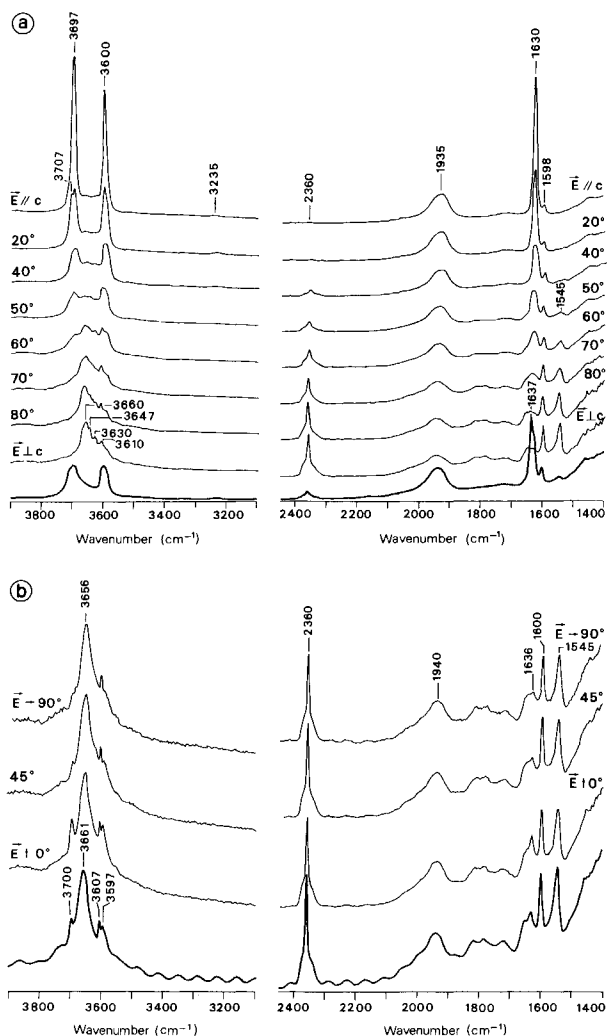 a
3697
3600
3707
3235
E // c
20°
40°
50°
60°
70°
80°
E ⊥ c
3660
3647
3630
3610
3800 3600 3400 3200
Wavenumber (cm⁻¹)
1630
1935
1598
2360
E // c
20°
40°
50°
1545
60°
70°
80°
1637
E ⊥ c
2400 2200 2000 1800 1600 1400
Wavenumber (cm⁻¹)
b
3656
E → 90°
45°
E ↑ 0°
3661
3700
3607
3597
3800 3600 3400 3200
Wavenumber (cm⁻¹)
2360
1940
1636
1600
E → 90°
1545
45°
E ↑ 0°
2400 2200 2000 1800 1600 1400
Wavenumber (cm⁻¹)